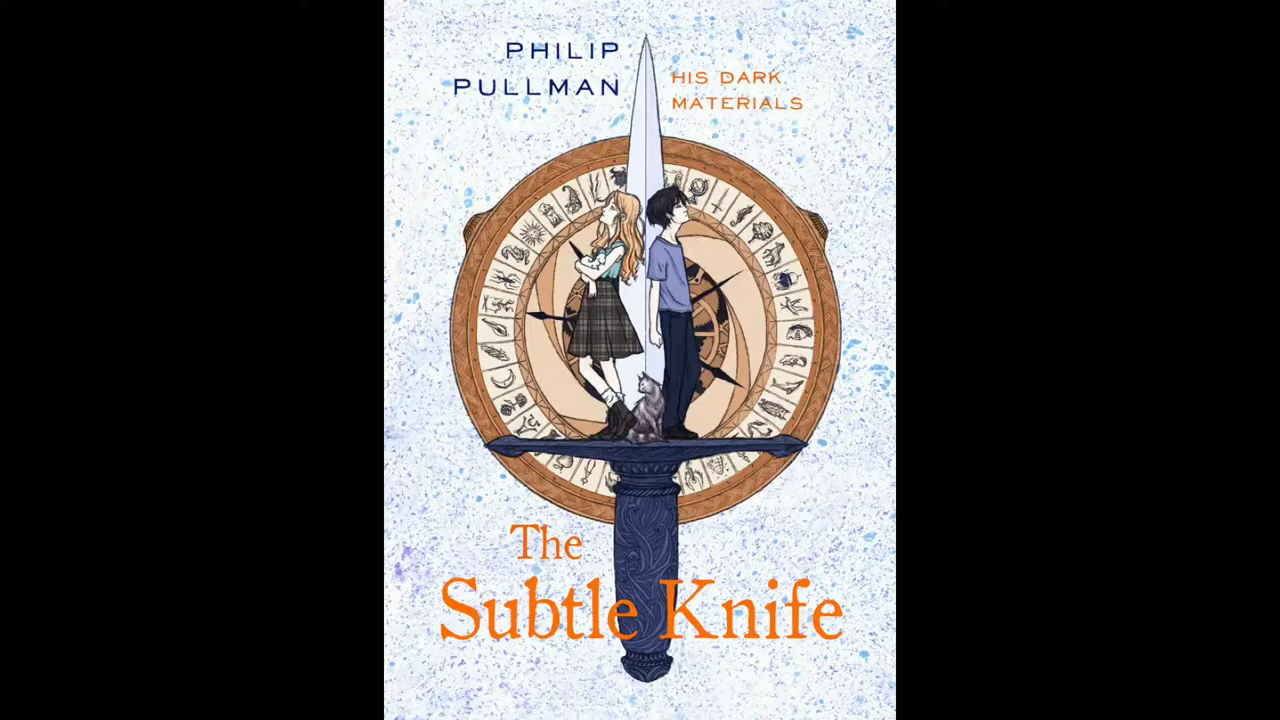 PHILIP
PULLMAN
HIS DARK
MATERIALS
The
Subtle Knife